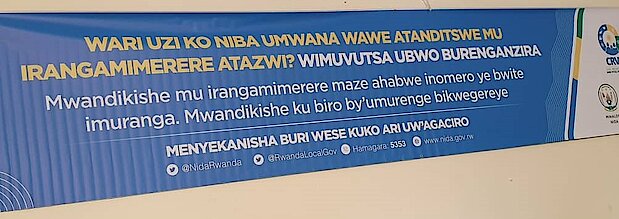 WARI UZI KO NIBA UMWANA WAWE ATANDITSWE MU
IRANGAMIMERERE ATAZWI? WIMUVUTSA UBWO BURENGANZIRA
Mwandikishe mu irangamimerere maze ahabwe inomero ye bwite
imuranga. Mwandikishe ku biro by'umurenge bikwegereye
MENYEKANISHA BURI WESE KUKO ARI UW'AGACIRO
@NidaRwanda @RwandaLocalGov Hamagara: 5353 www.nida.gov.rw
NIDA